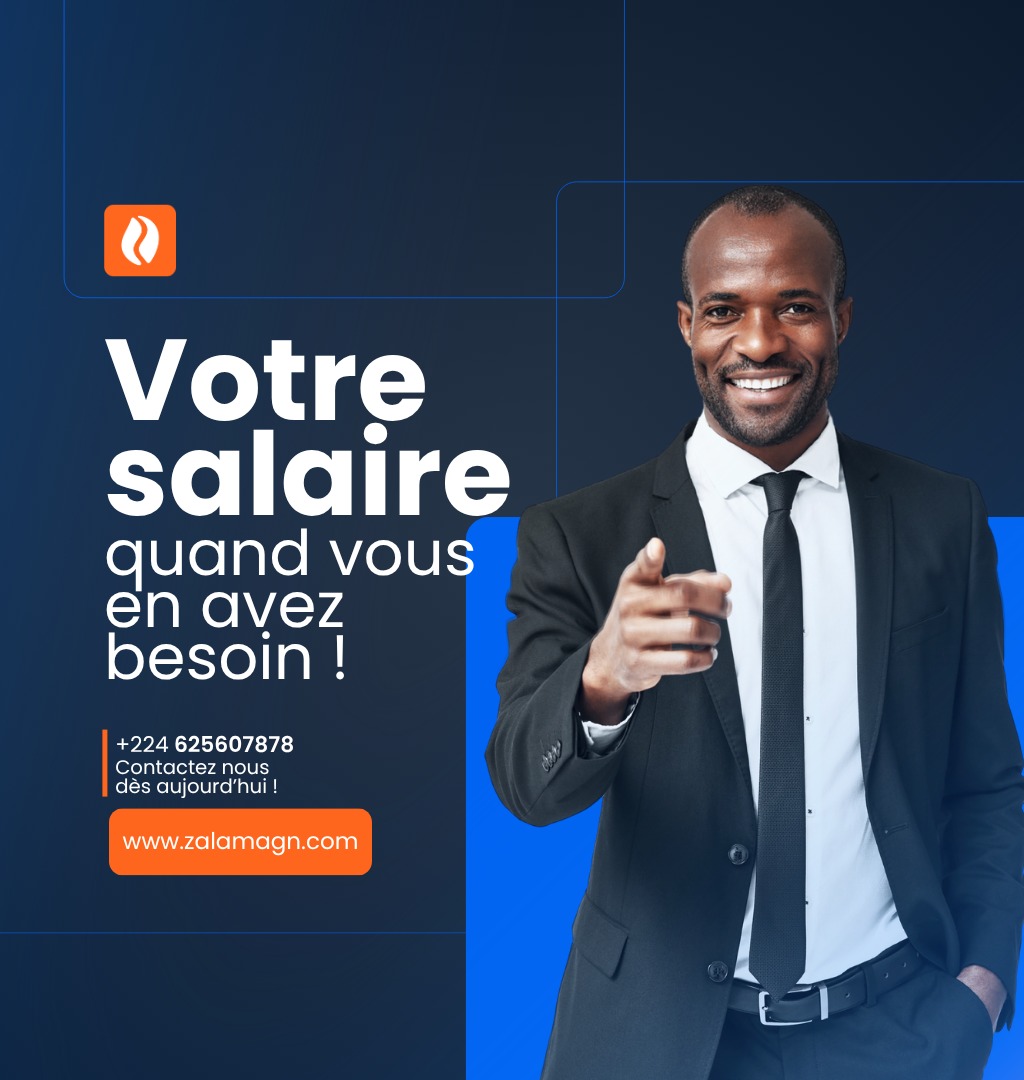 Votre
salaire
quand vous
en avez
besoin !
+224 625607878
Contactez nous
dès aujourd’hui !
www.zalamagn.com